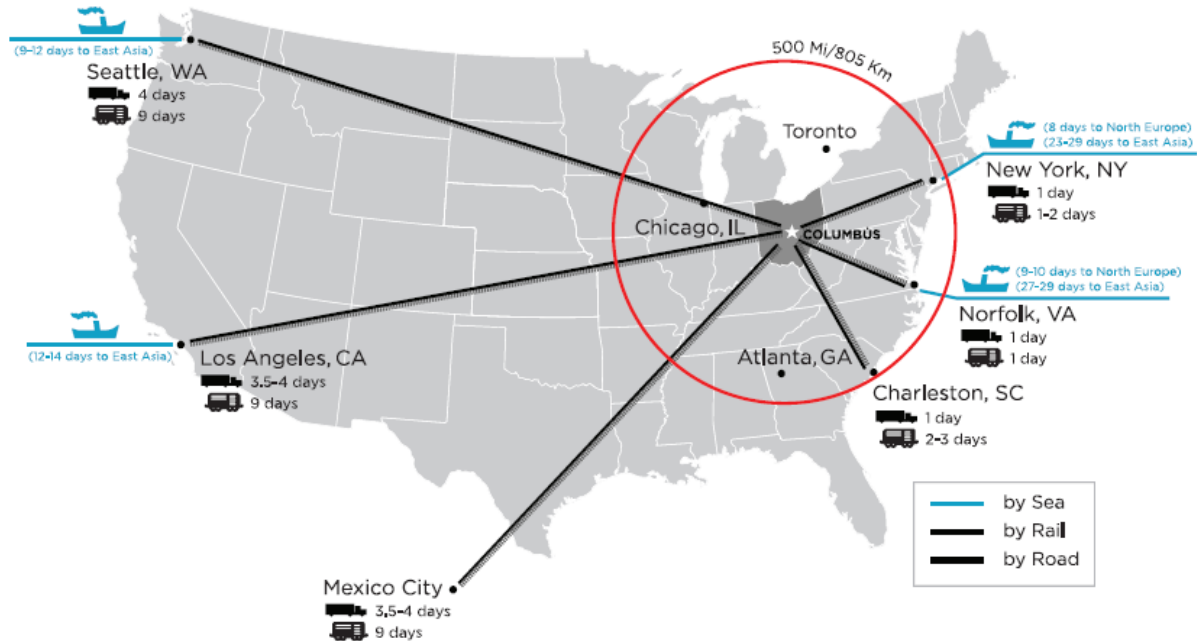 (9-12 days to East Asia)
Seattle, WA
4 days
9 days
500 Mi/805 Km
Toronto
(8 days to North Europe)
(23-29 days to East Asia)
New York, NY
1 day
1-2 days
Chicago, IL
COLUMBUS
(9-10 days to North Europe)
(27-29 days to East Asia)
Norfolk, VA
1 day
1 day
(12-14 days to East Asia)
Los Angeles, CA
3.5-4 days
9 days
Atlanta, GA
Charleston, SC
1 day
2-3 days
by Sea
by Rail
by Road
Mexico City
3.5-4 days
9 days